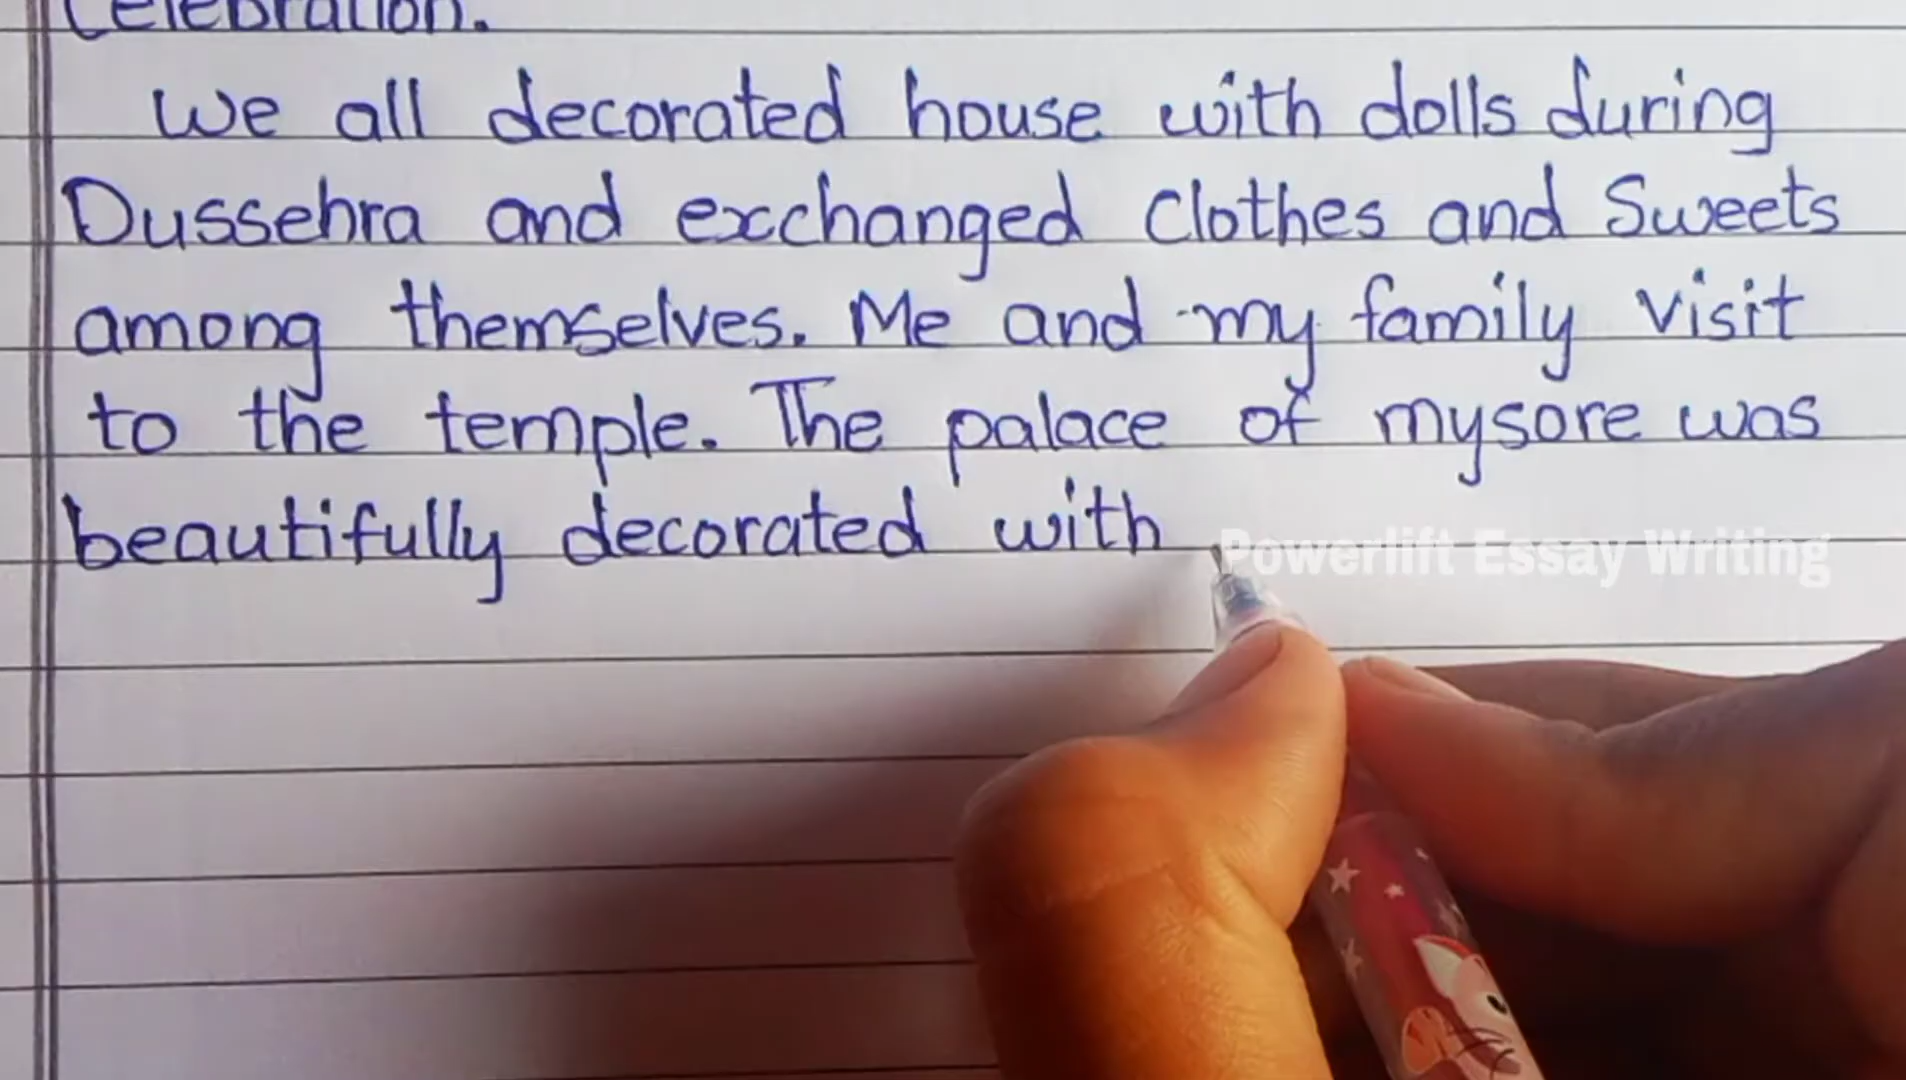 Celebration.
We all decorated house with dolls during
Dussehra and exchanged Clothes and Sweets
among themselves. Me and my family visit
to the temple. The palace of mysore was
beautifully decorated with
Powerlift Essay Writing